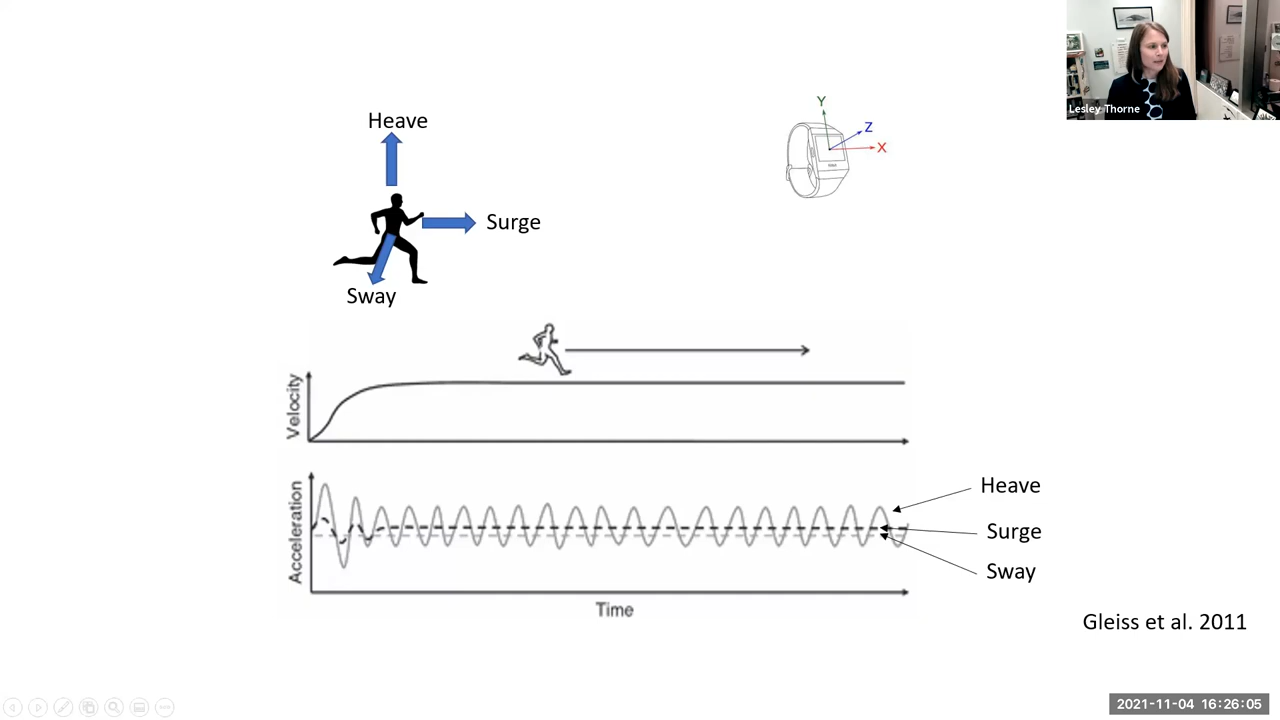 Lesley Thorne
Heave
Surge
Sway
Y
Z
X
Velocity
Acceleration
Time
Heave
Surge
Sway
Gleiss et al. 2011
2021-11-04 16:26:05